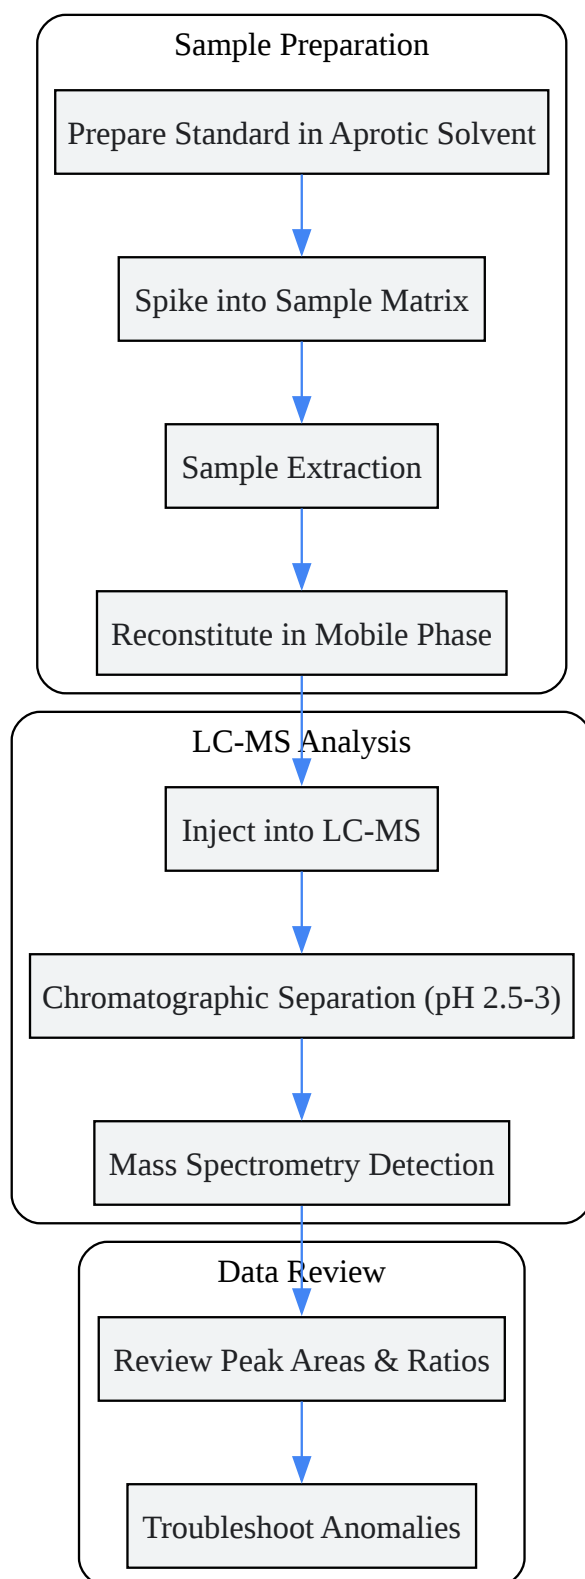 Sample Preparation
Prepare Standard in Aprotic Solvent
Spike into Sample Matrix
Sample Extraction
Reconstitute in Mobile Phase
LC-MS Analysis
Inject into LC-MS
Chromatographic Separation (pH 2.5-3)
Mass Spectrometry Detection
Data Review
Review Peak Areas & Ratios
Troubleshoot Anomalies